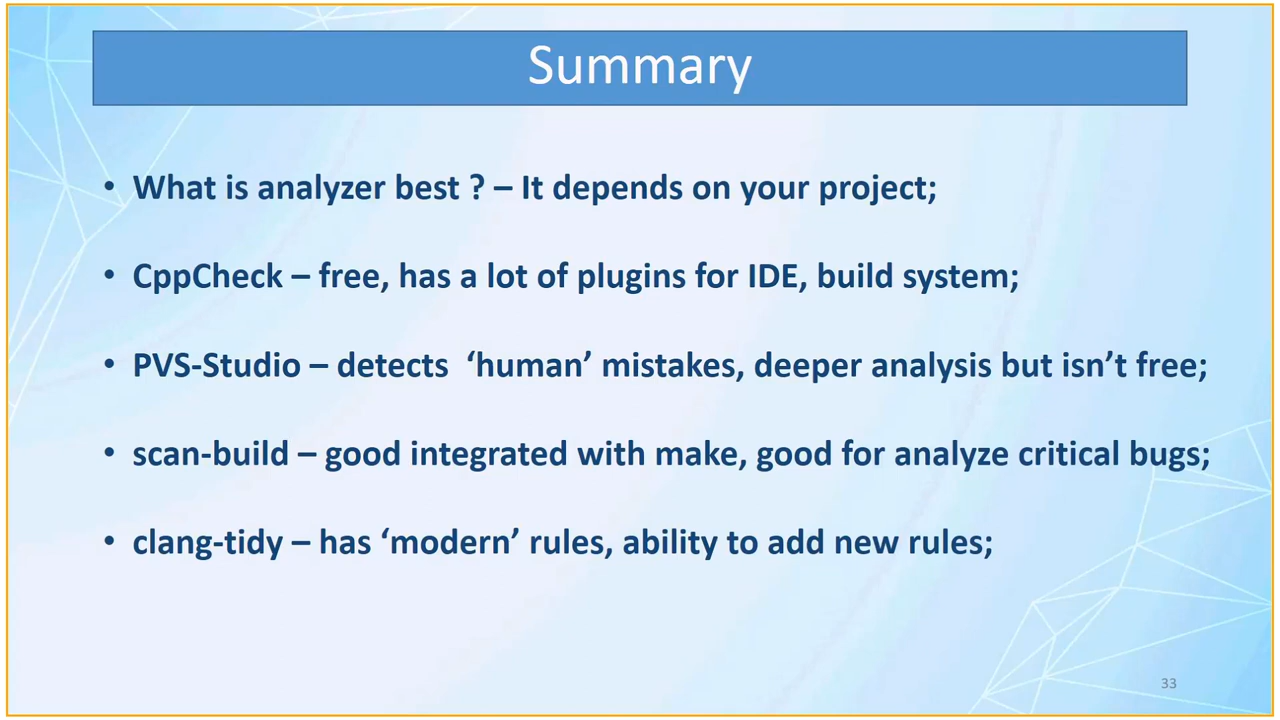 Summary
• What is analyzer best ? – It depends on your project;
• CppCheck – free, has a lot of plugins for IDE, build system;
• PVS-Studio – detects  ‘human’ mistakes, deeper analysis but isn’t free;
• scan-build – good integrated with make, good for analyze critical bugs;
• clang-tidy – has ‘modern’ rules, ability to add new rules;
33